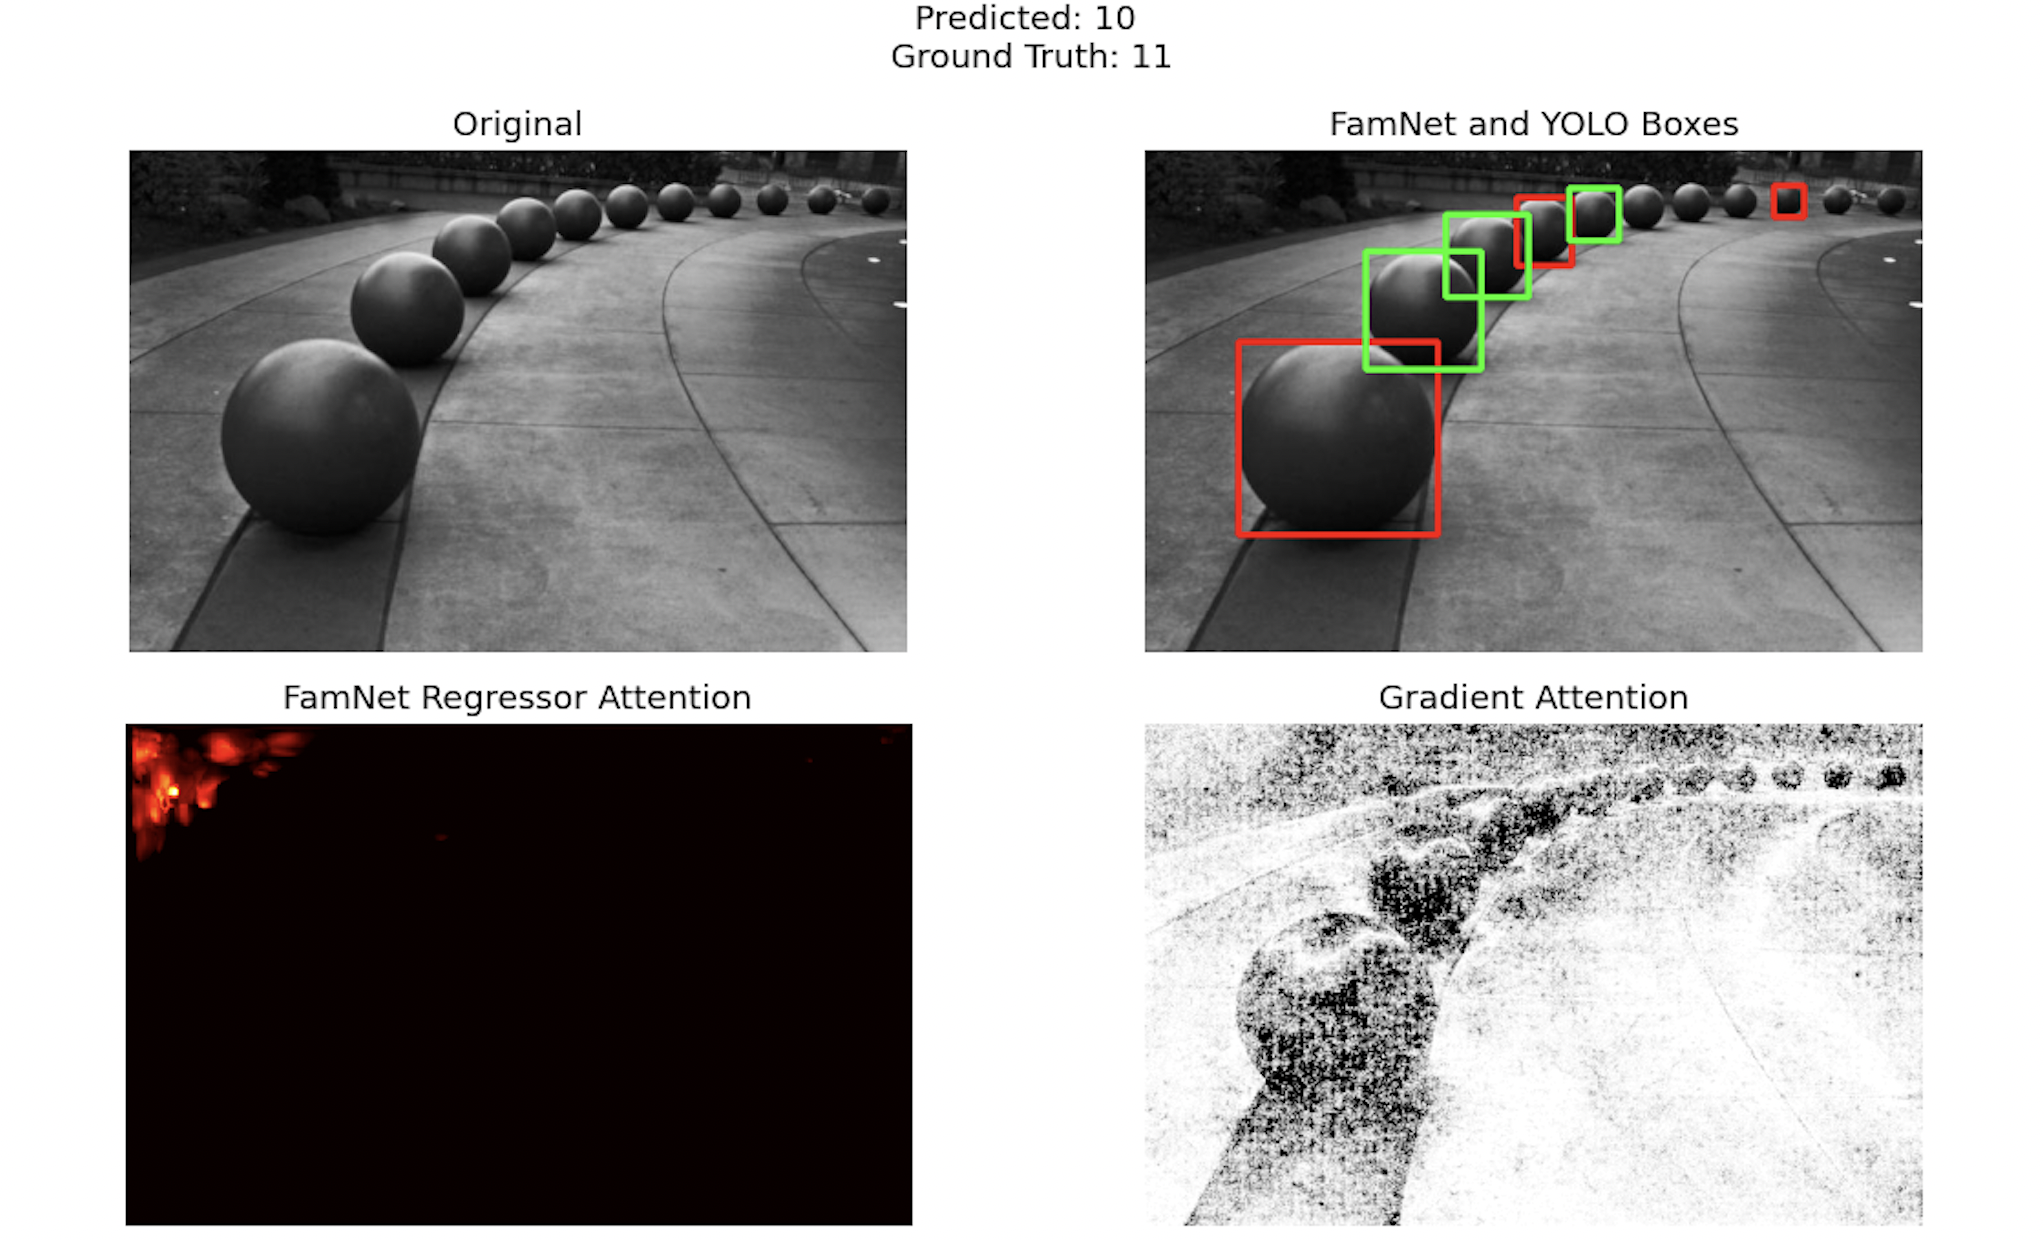 Predicted: 10
Ground Truth: 11
Original
FamNet and YOLO Boxes
FamNet Regressor Attention
Gradient Attention